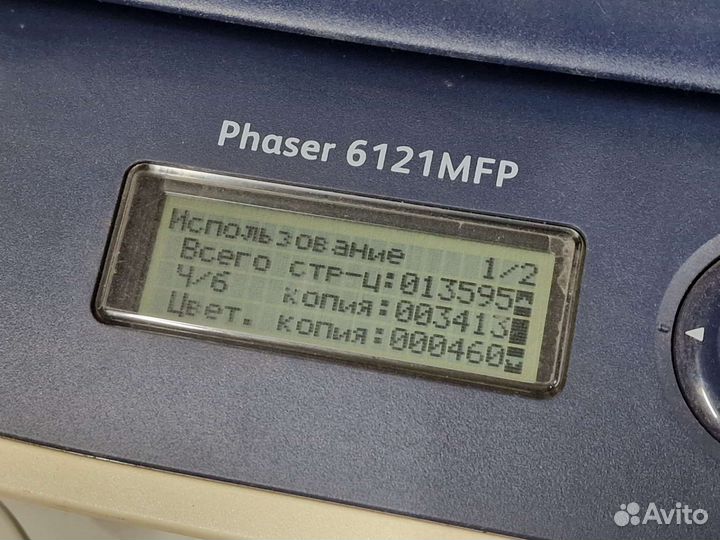 Phaser 6121MFP
Использование 1/2
Всего стр-ц:013595
Ч/б копия:003413
Цвет. копия:000460
Avito